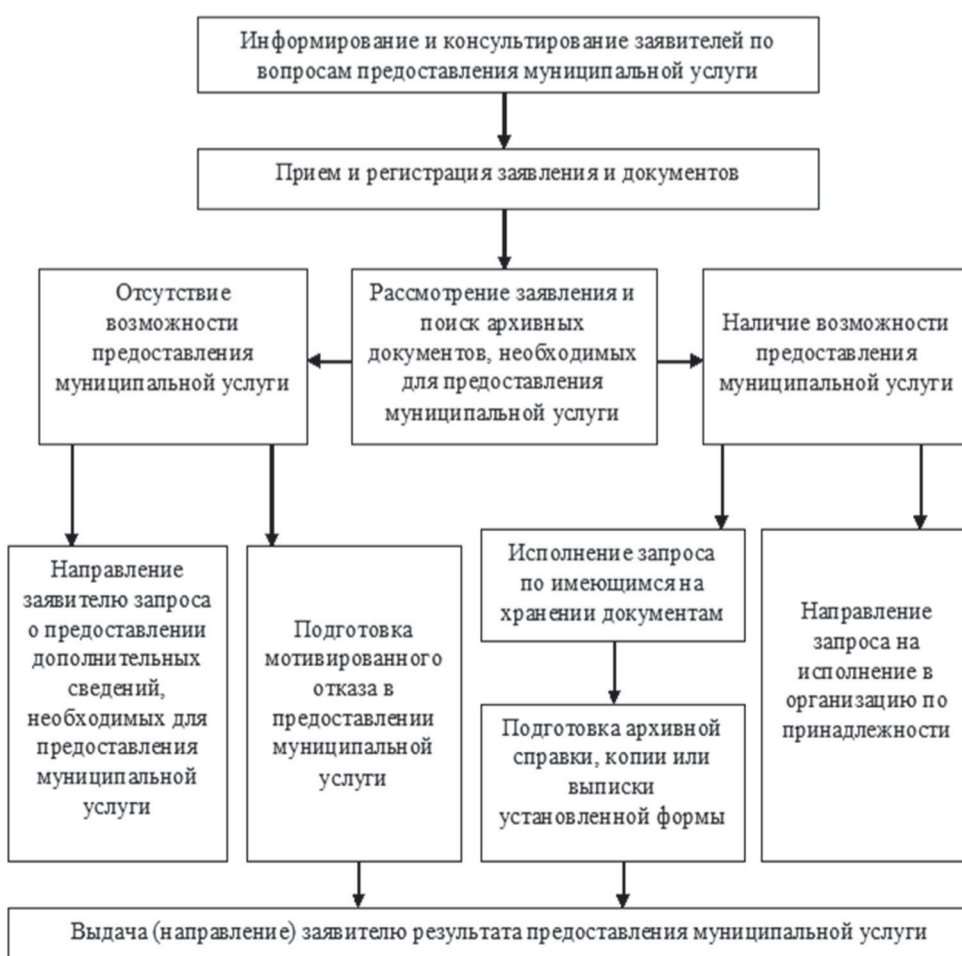 Информирование и консультирование заявителей по
вопросам предоставления муниципальной услуги
Прием и регистрация заявления и документов
Отсутствие
возможности
предоставления
муниципальной услуги
Рассмотрение заявления и
поиск архивных
документов, необходимых
для предоставления
муниципальной услуги
Наличие возможности
предоставления
муниципальной услуги
Направление
заявителю запроса
о предоставлении
дополнительных
сведений,
необходимых для
предоставления
муниципальной
услуги
Подготовка
мотивированного
отказа в
предоставлении
муниципальной
услуги
Исполнение запроса
по имеющимся на
хранении документам
Подготовка архивной
справки, копии или
выписки
установленной формы
Направление
запроса на
исполнение в
организацию по
принадлежности
Выдача (направление) заявителю результата предоставления муниципальной услуги